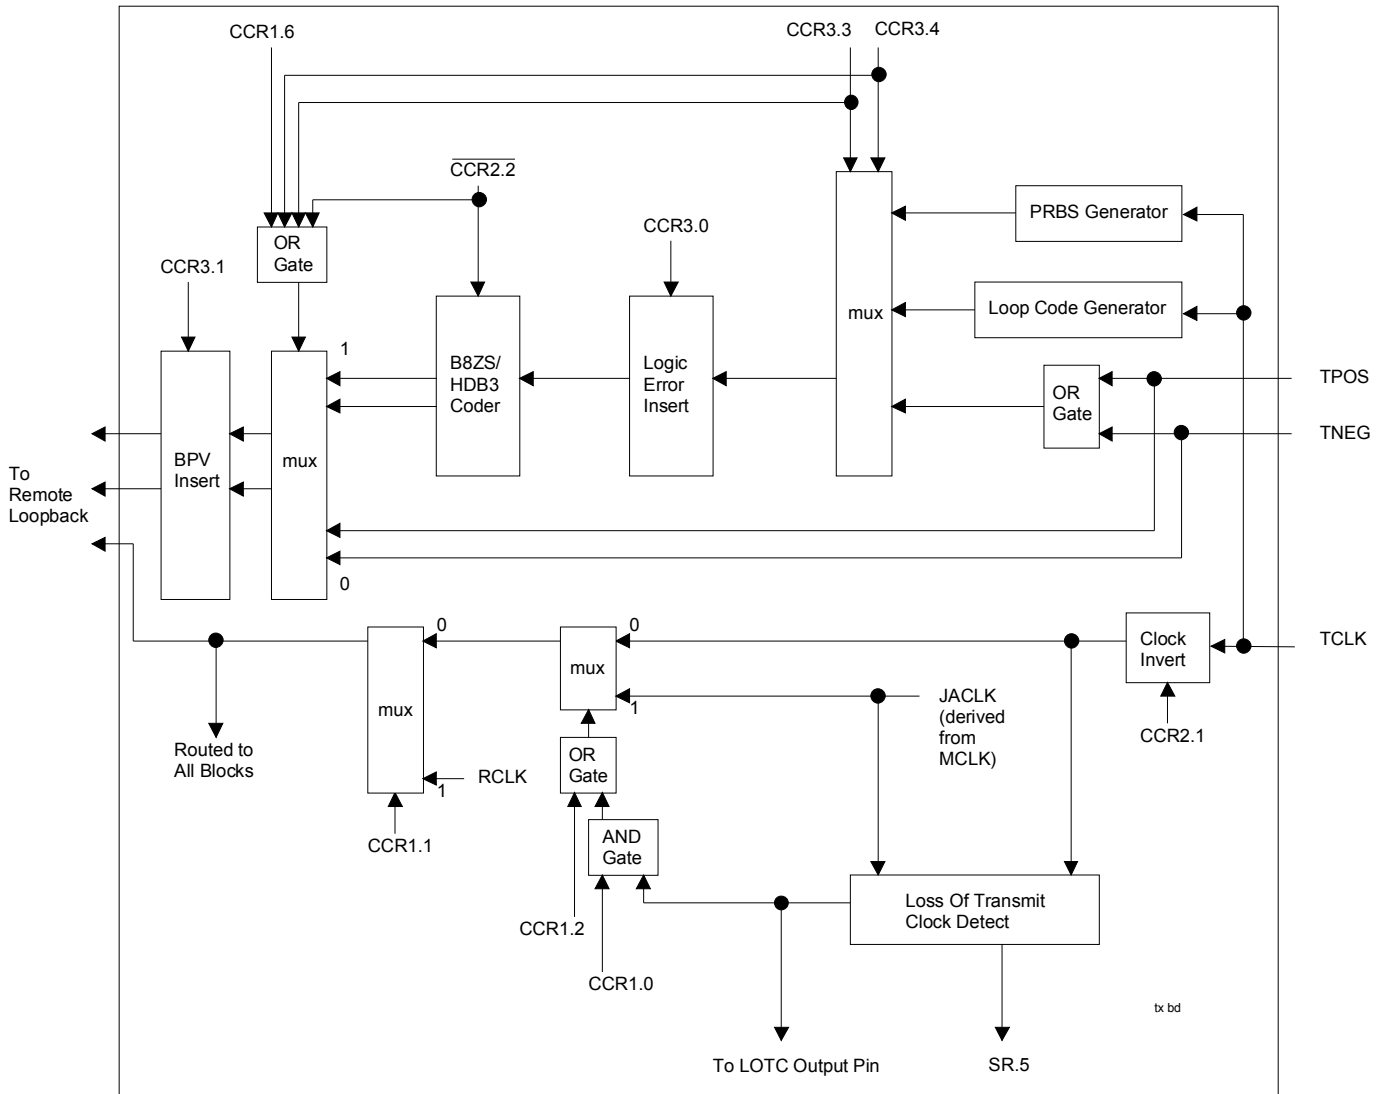 CCR1.6
CCR3.3
CCR3.4
CCR2.2
PRBS Generator
CCR3.0
OR
Gate
CCR3.1
Loop Code Generator
mux
1
B8ZS/
HDB3
Coder
Logic
Error
Insert
OR
Gate
TPOS
TNEG
BPV
Insert
mux
To
Remote
Loopback
0
0
0
Clock
Invert
TCLK
mux
mux
1
JACLK
(derived
from
MCLK)
CCR2.1
Routed to
All Blocks
OR
Gate
RCLK
1
CCR1.1
AND
Gate
Loss Of Transmit
Clock Detect
CCR1.2
CCR1.0
tx bd
To LOTC Output Pin
SR.5